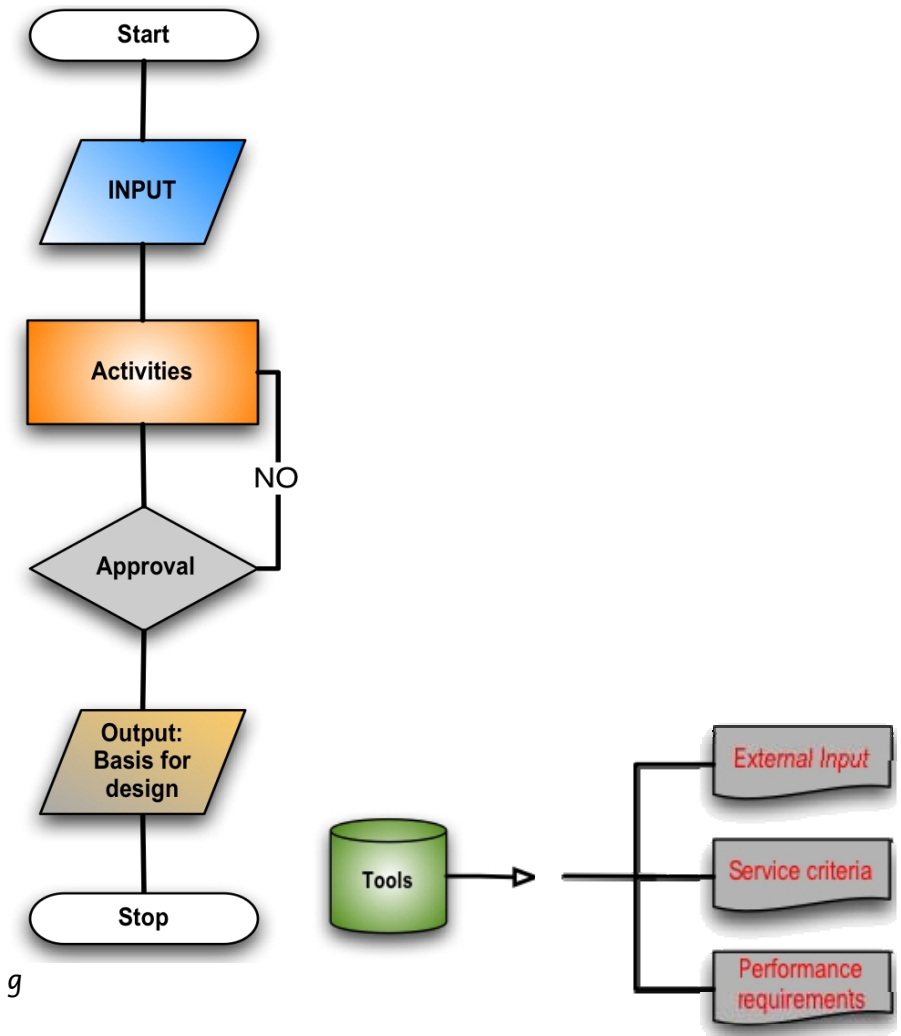 Start
INPUT
Activities
NO
Approval
Output:
Basis for
design
Stop
g
Tools
External Input
Service criteria
Performance
requirements